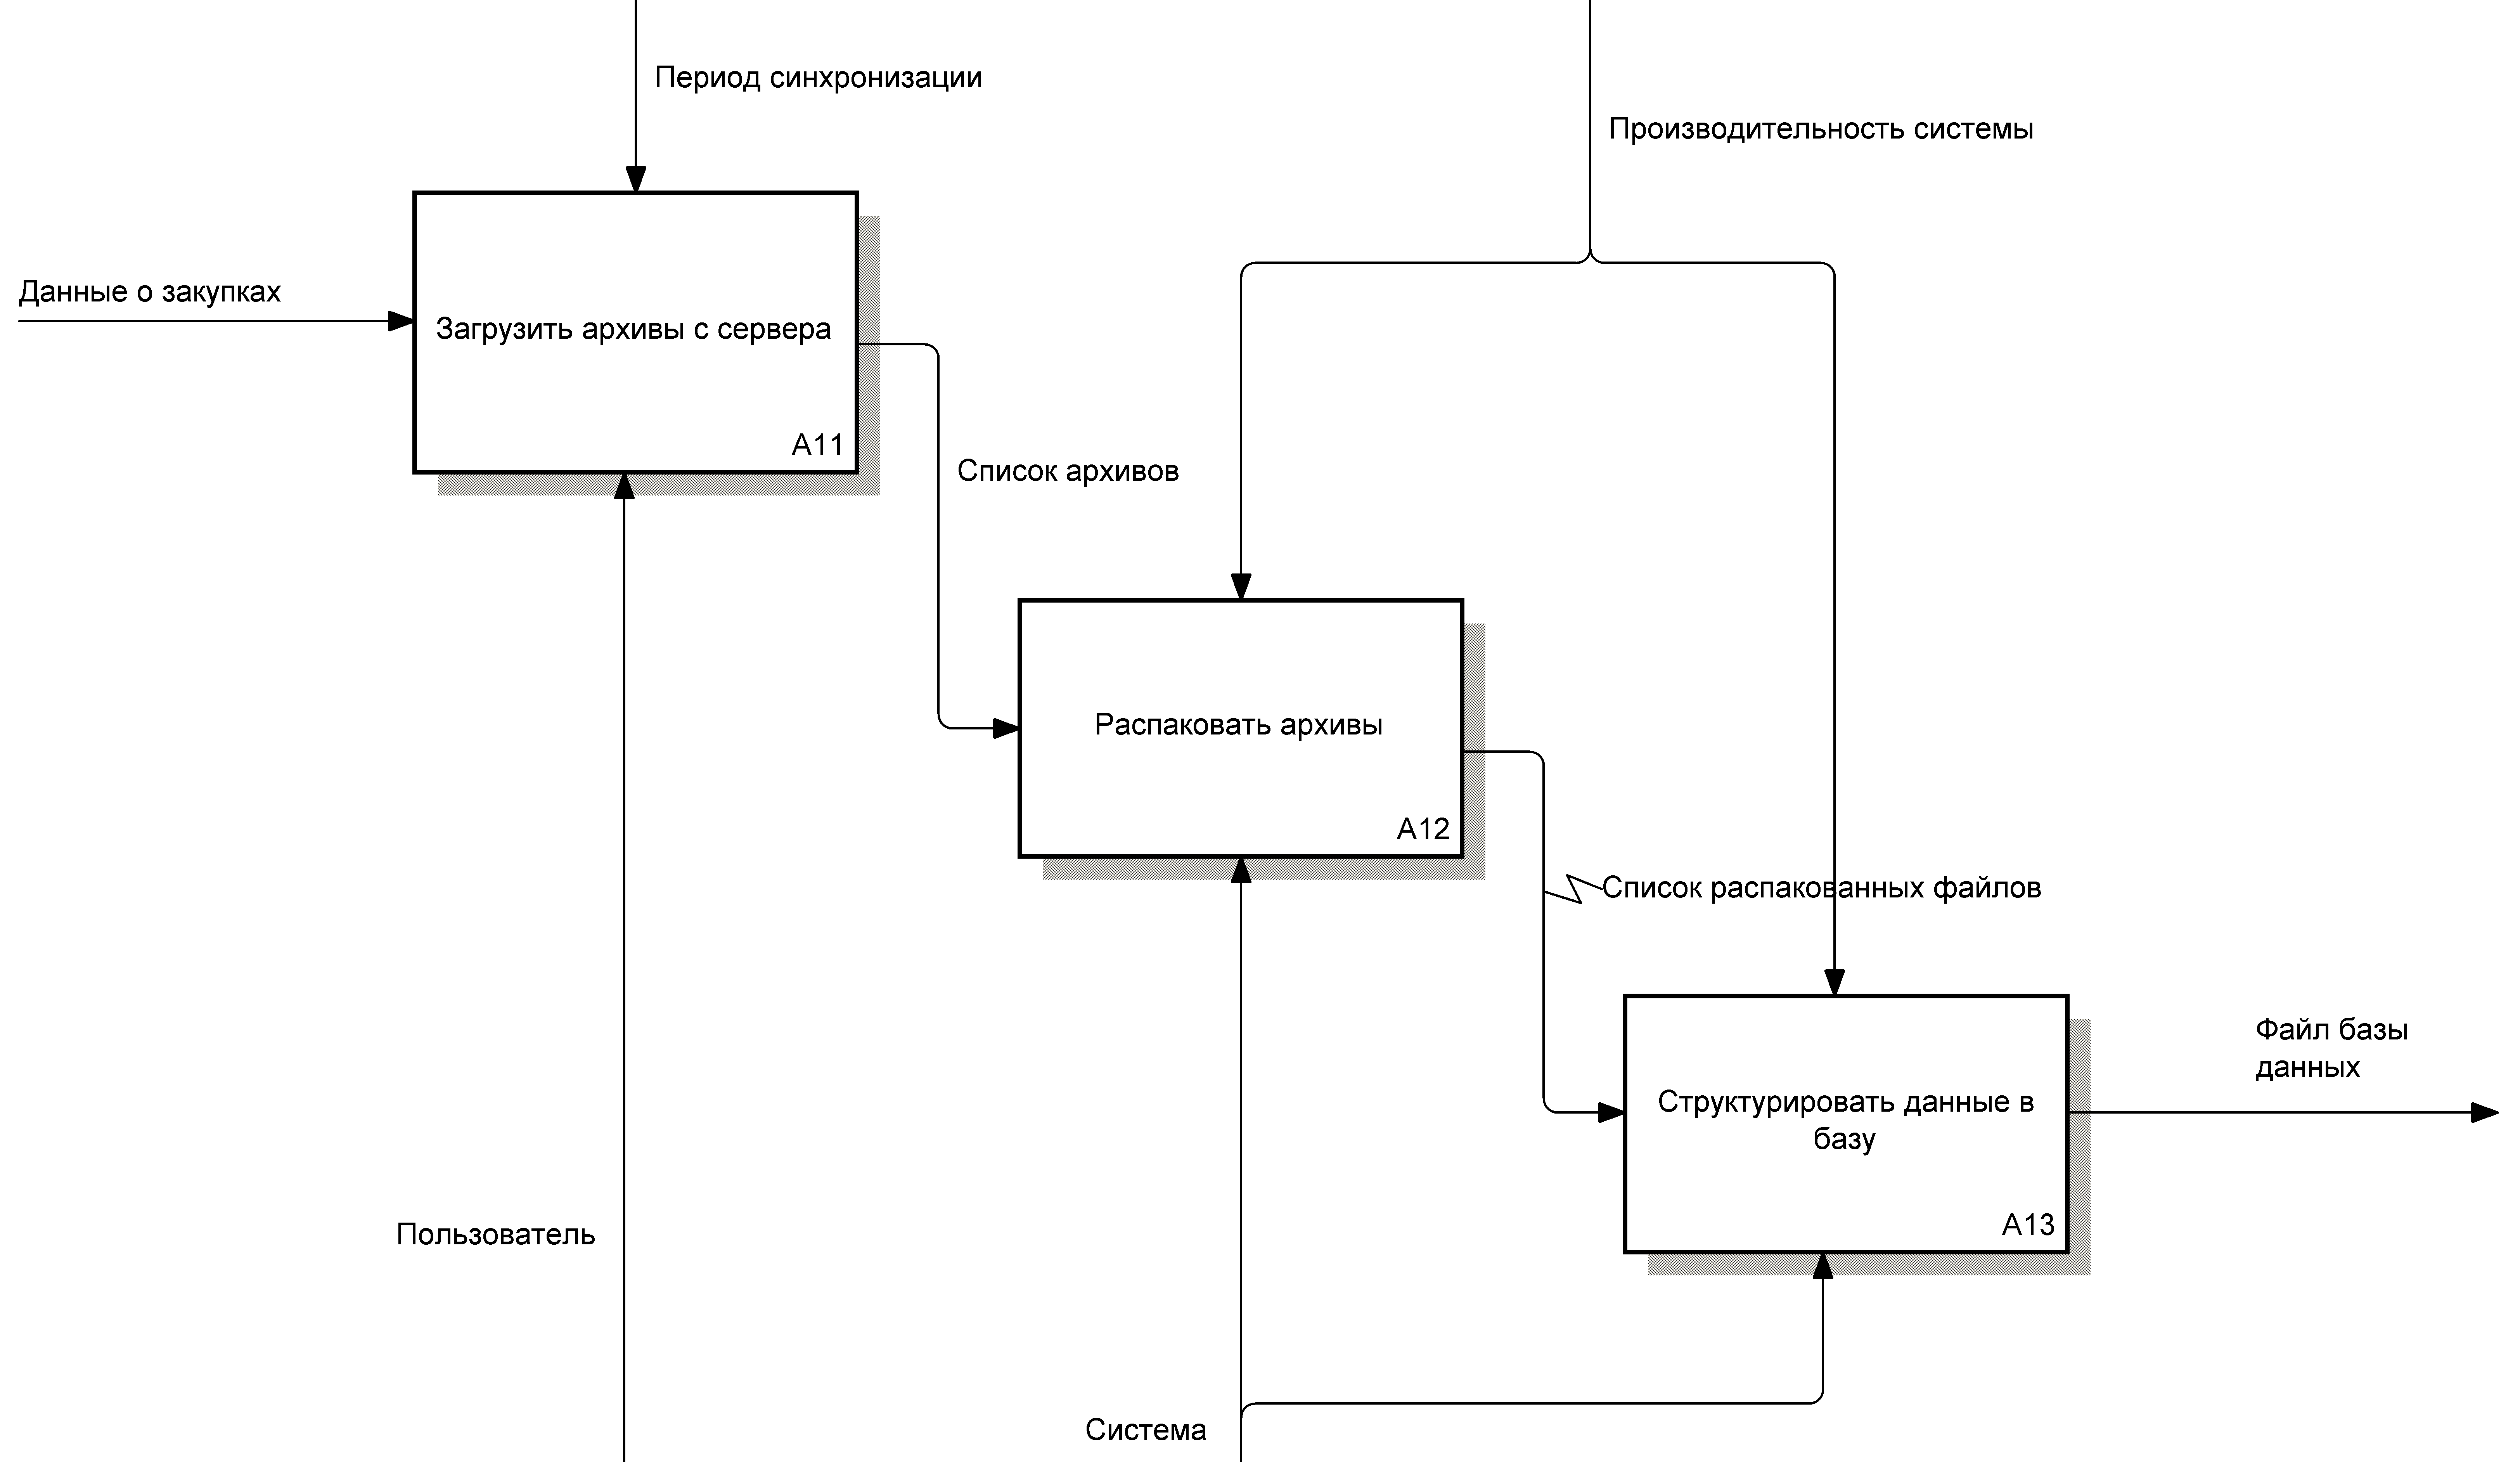 Период синхронизации
Производительность системы
Данные о закупках
Загрузить архивы с сервера
A11
Список архивов
Распаковать архивы
A12
Список распакованных файлов
Файл базы
данных
Структурировать данные в
базу
A13
Пользователь
Система